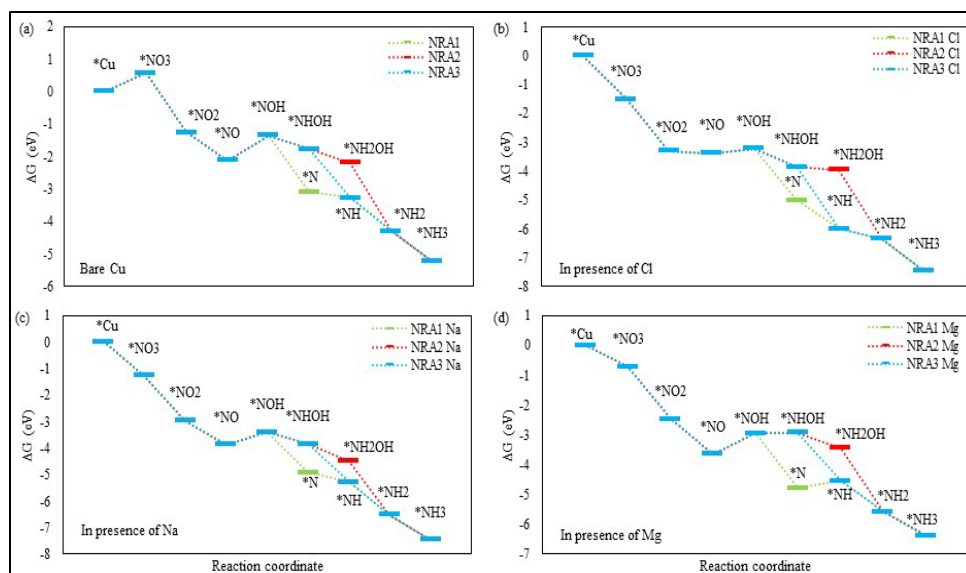 (a)
2
1
0
-1
-2
-3
-4
-5
-6
ΔG (eV)
*Cu
*NO3
*NO2
*NO
*NOH
*NHOH
*NH2OH
*N
*NH
*NH2
*NH3
NRA1
NRA2
NRA3
Bare Cu
(b)
1
0
-1
-2
-3
-4
-5
-6
-7
-8
ΔG (eV)
*Cu
*NO3
*NO2
*NO
*NOH
*NHOH
*NH2OH
*N
*NH
*NH2
*NH3
NRA1 Cl
NRA2 Cl
NRA3 Cl
In presence of Cl
(c)
1
0
-1
-2
-3
-4
-5
-6
-7
-8
ΔG (eV)
*Cu
*NO3
*NO2
*NO
*NOH
*NHOH
*NH2OH
*N
*NH
*NH2
*NH3
NRA1 Na
NRA2 Na
NRA3 Na
In presence of Na
Reaction coordinate
(d)
1
0
-1
-2
-3
-4
-5
-6
-7
ΔG (eV)
*Cu
*NO3
*NO2
*NO
*NOH
*NHOH
*NH2OH
*N
*NH
*NH2
*NH3
NRA1 Mg
NRA2 Mg
NRA3 Mg
In presence of Mg
Reaction coordinate